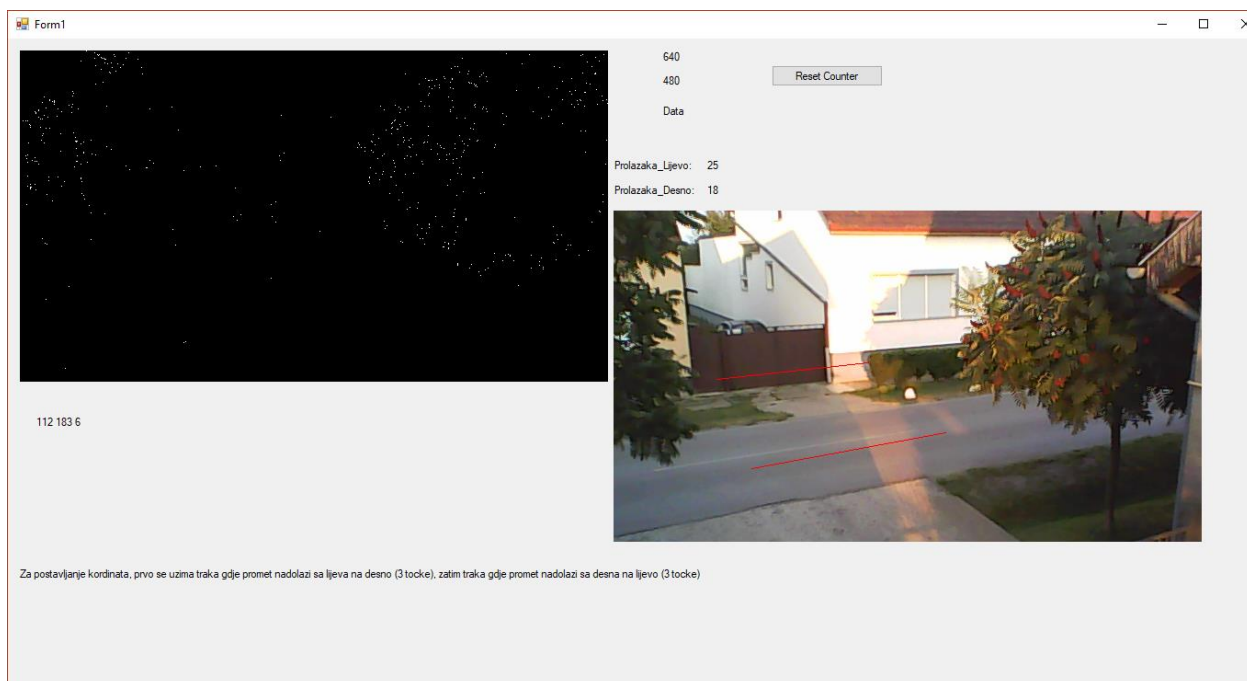 Form1
640
480
Reset Counter
Data
Prolazaka_Lijevo: 25
Prolazaka_Desno: 18
112 183 6
Za postavljanje kordinata, prvo se uzima traka gdje promet nadolazi sa lijeva na desno (3 tocke), zatim traka gdje promet nadolazi sa desna na lijevo (3 tocke)